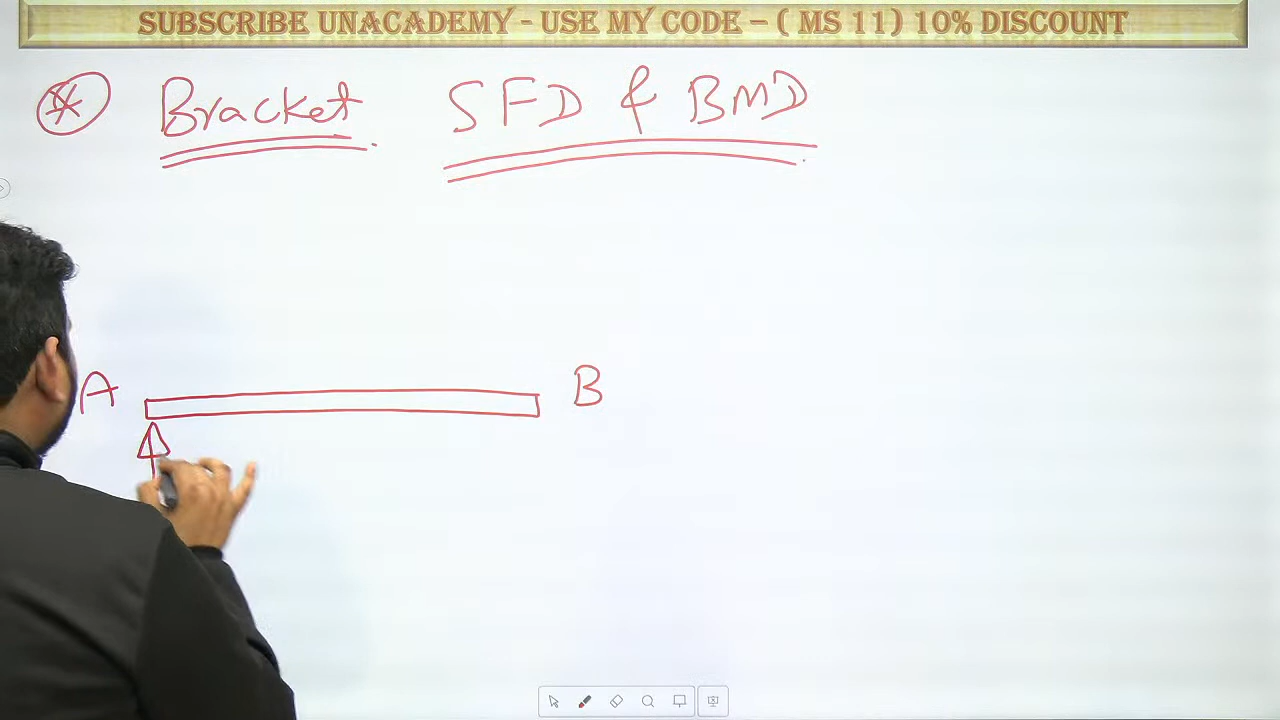 SUBSCRIBE UNACADEMY - USE MY CODE – ( MS 11) 10% DISCOUNT
Bracket SFD & BMD
A B